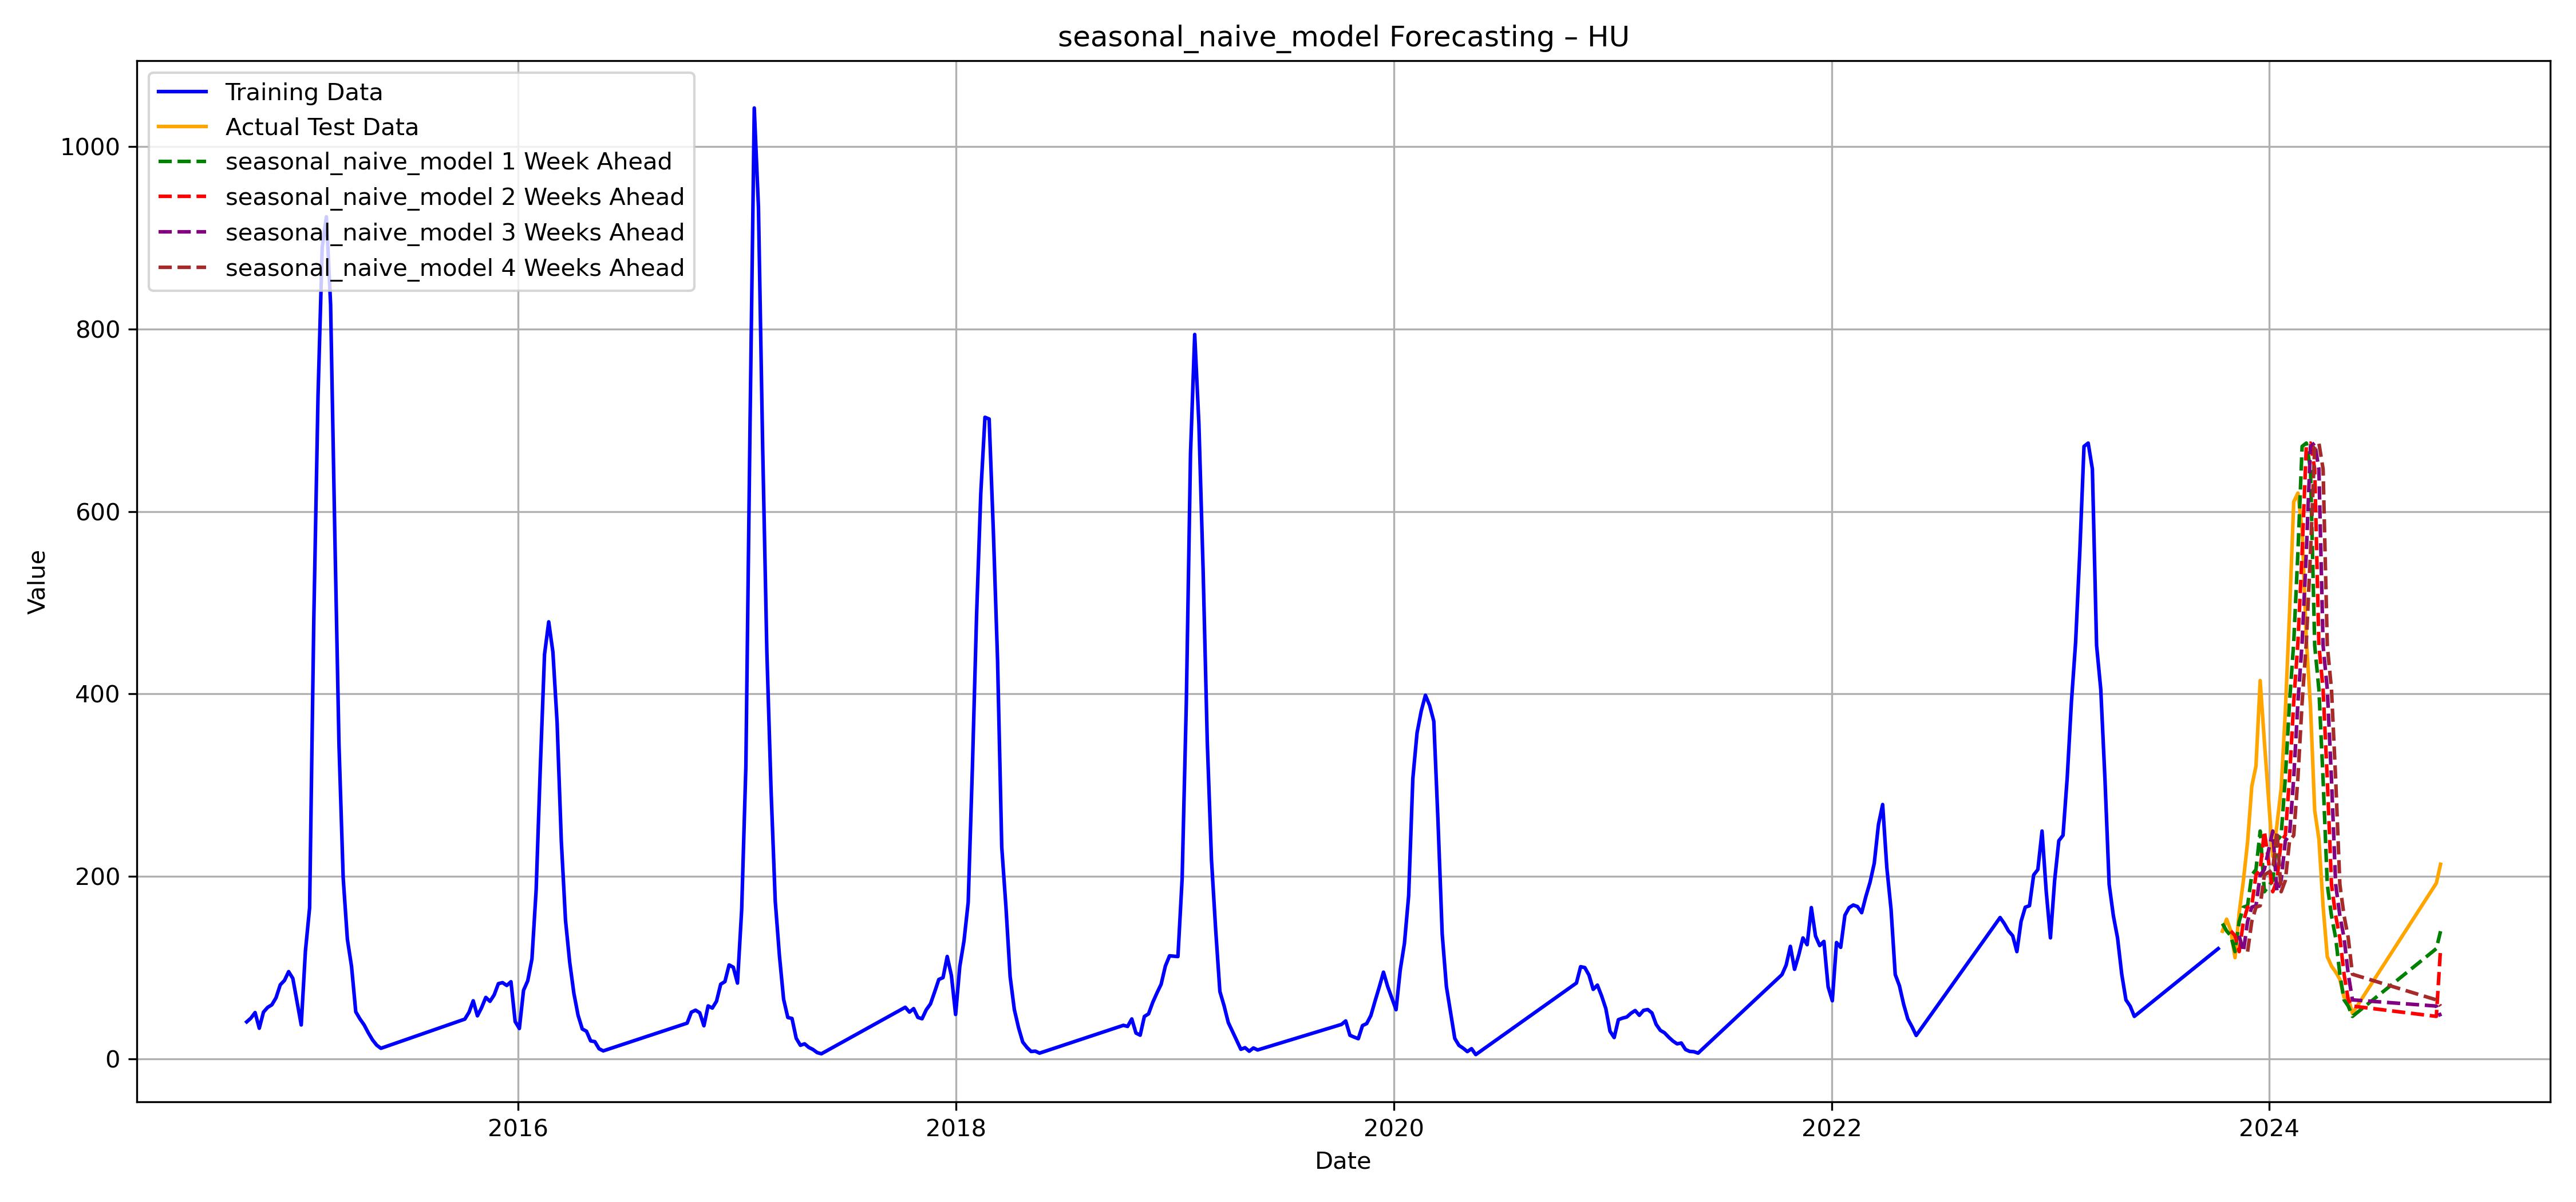 seasonal_naive_model Forecasting – HU
Training Data
Actual Test Data
seasonal_naive_model 1 Week Ahead
seasonal_naive_model 2 Weeks Ahead
seasonal_naive_model 3 Weeks Ahead
seasonal_naive_model 4 Weeks Ahead
1000
800
600
400
200
0
Value
2016
2018
2020
2022
2024
Date